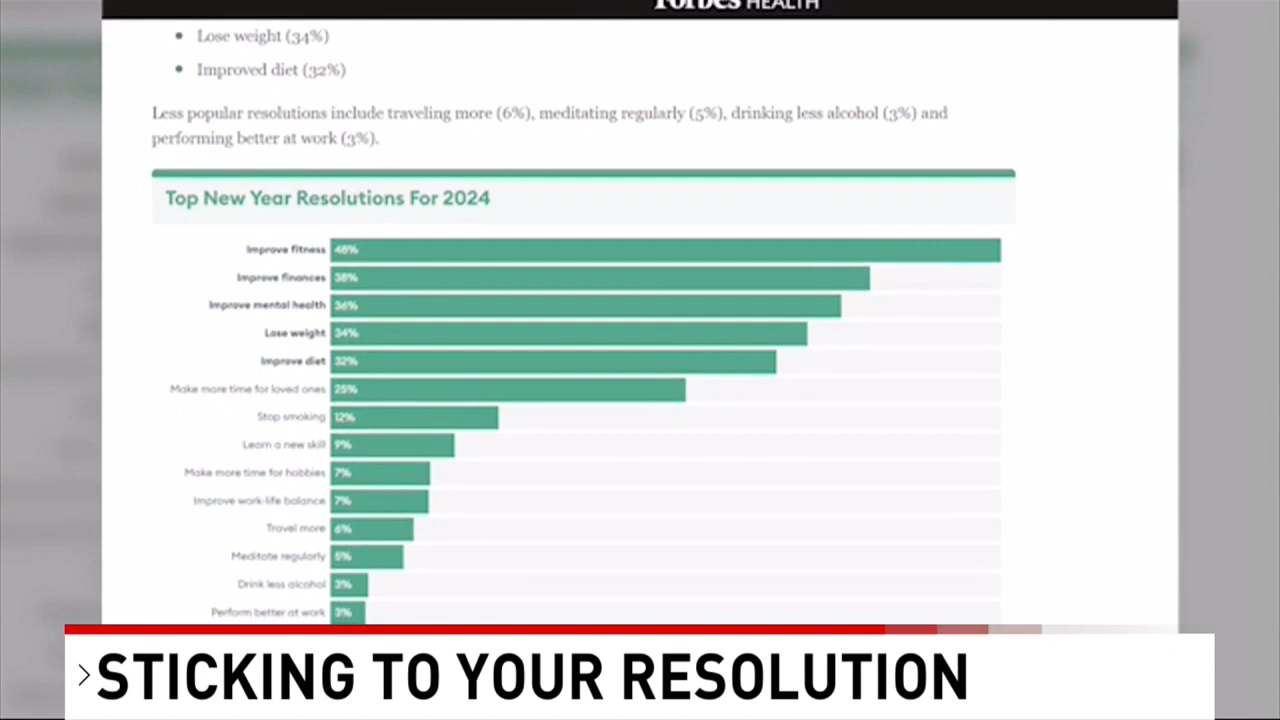 Forbes HEALTH
• Lose weight (34%)
• Improved diet (32%)
Less popular resolutions include traveling more (6%), meditating regularly (5%), drinking less alcohol (3%) and
performing better at work (3%).
Top New Year Resolutions For 2024
Improve fitness 48%
Improve finances 38%
Improve mental health 36%
Lose weight 34%
Improve diet 32%
Make more time for loved ones 25%
Stop smoking 12%
Learn a new skill 9%
Make more time for hobbies 7%
Improve work-life balance 7%
Travel more 6%
Meditate regularly 5%
Drink less alcohol 3%
Perform better at work 3%
>STICKING TO YOUR RESOLUTION